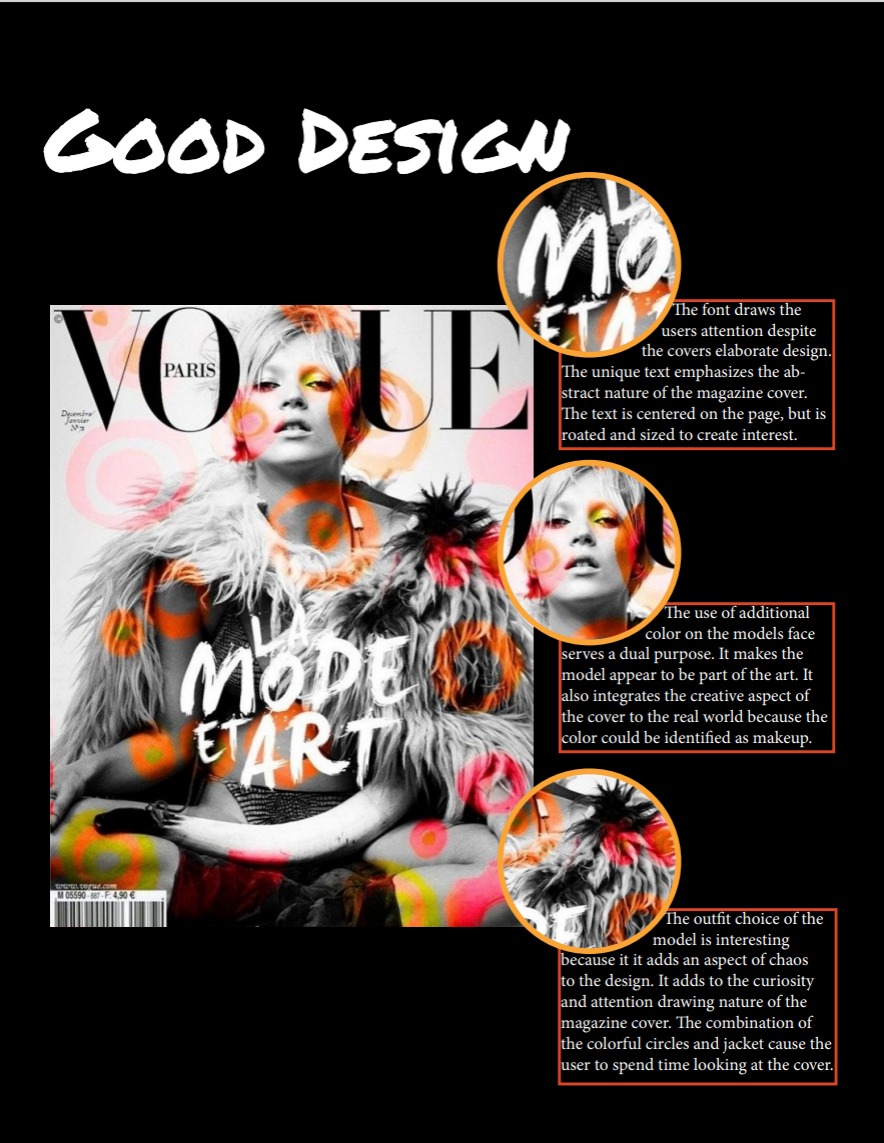 GOOD DESIGN
MO
ET A
The font draws the
users attention despite
the covers elaborate design.
The unique text emphasizes the ab-
stract nature of the magazine cover.
The text is centered on the page, but is
roated and sized to create interest.
VOGUE
PARIS
Decembre/
Janvier
N°
LA
MODE
ET ART
www.vogue.com
M 05590 - 887 - F: 4,90 €
The use of additional
color on the models face
serves a dual purpose. It makes the
model appear to be part of the art. It
also integrates the creative aspect of
the cover to the real world because the
color could be identified as makeup.
DE
The outfit choice of the
model is interesting
because it it adds an aspect of chaos
to the design. It adds to the curiosity
and attention drawing nature of the
magazine cover. The combination of
the colorful circles and jacket cause the
user to spend time looking at the cover.